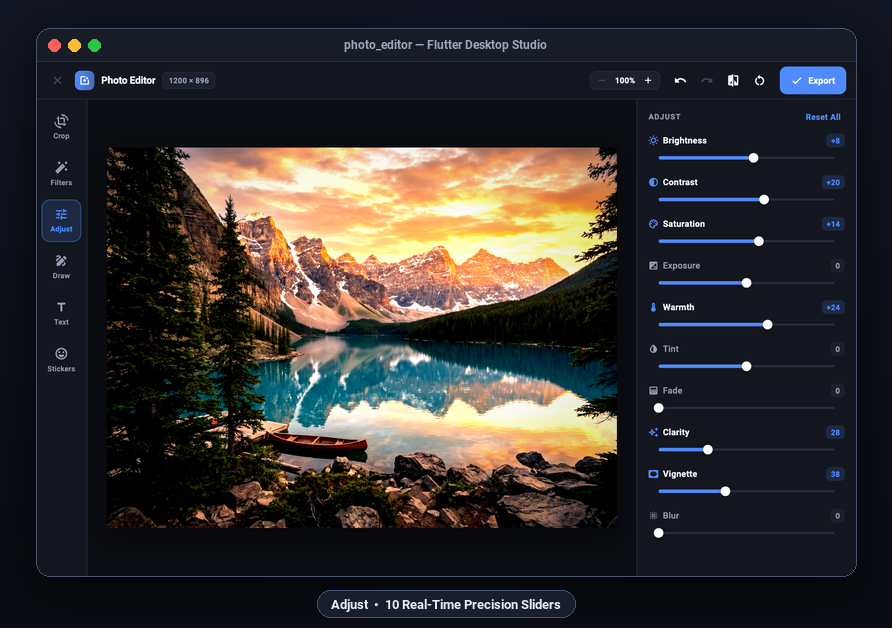 photo_editor — Flutter Desktop Studio
Photo Editor
1200 × 896
100%
Export
Crop
Filters
Adjust
Draw
Text
Stickers
ADJUST
Reset All
Brightness +8
Contrast +20
Saturation +14
Exposure 0
Warmth +24
Tint 0
Fade 0
Clarity 28
Vignette 38
Blur 0
Adjust • 10 Real-Time Precision Sliders